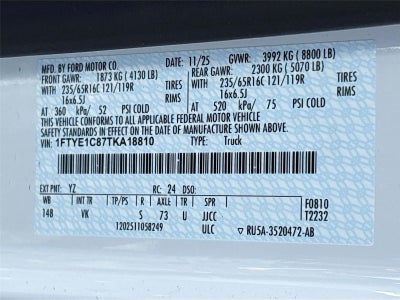 MFD. BY FORD MOTOR CO. 11/25 GVWR: 3992 KG ( 8800 LB)
FRONT GAWR: 1873 KG ( 4130 LB) REAR GAWR: 2300 KG ( 5070 LB)
WITH 235/65R16C 121/119R TIRES WITH 235/65R16C 121/119R TIRES
16x6.5J RIMS 16x6.5J RIMS
AT 360 kPa/ 52 PSI COLD AT 520 kPa/ 75 PSI COLD
THIS VEHICLE CONFORMS TO ALL APPLICABLE FEDERAL MOTOR VEHICLE
SAFETY STANDARDS IN EFFECT ON THE DATE OF MANUFACTURE SHOWN ABOVE.
VIN: 1FTYE1C87TKA18810 TYPE: Truck
EXT PNT: YZ RC: 24 DSO: F0810
WB INT TR TP/PS R AXLE TR SPR T2232
14B VK S 73 U JJCC
1202511058249 ULC ▽ RU5A-3520472-AB